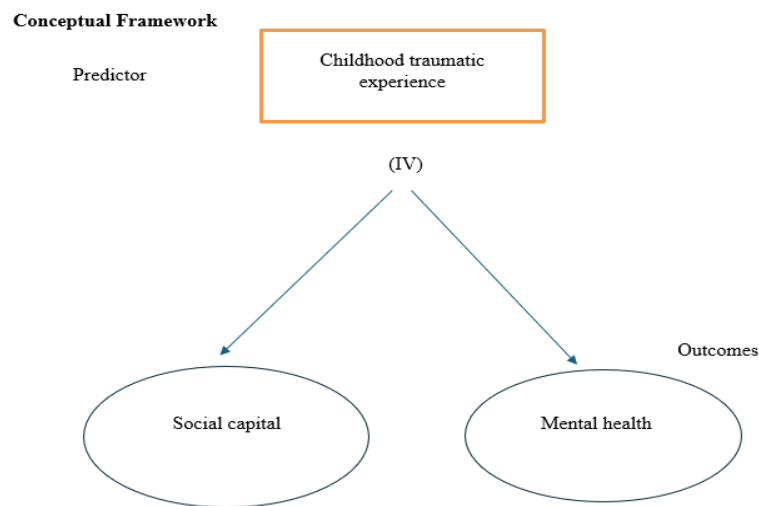 Conceptual Framework
Predictor
Childhood traumatic
experience
(IV)
Outcomes
Social capital
Mental health